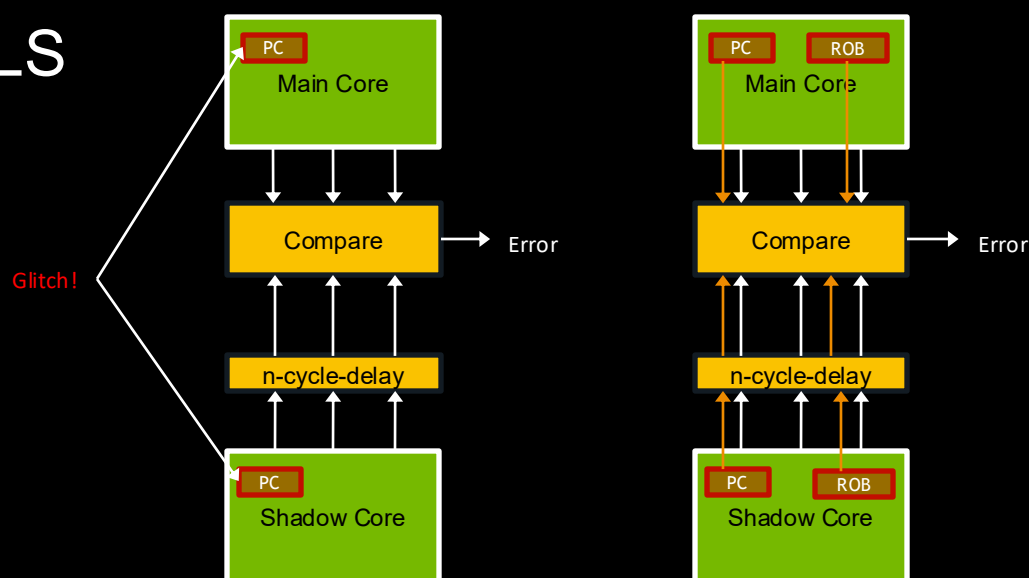 LS
PC
Main Core
Compare
Error
Glitch!
n-cycle-delay
PC
Shadow Core
PC
ROB
Main Core
Compare
Error
n-cycle-delay
PC
ROB
Shadow Core